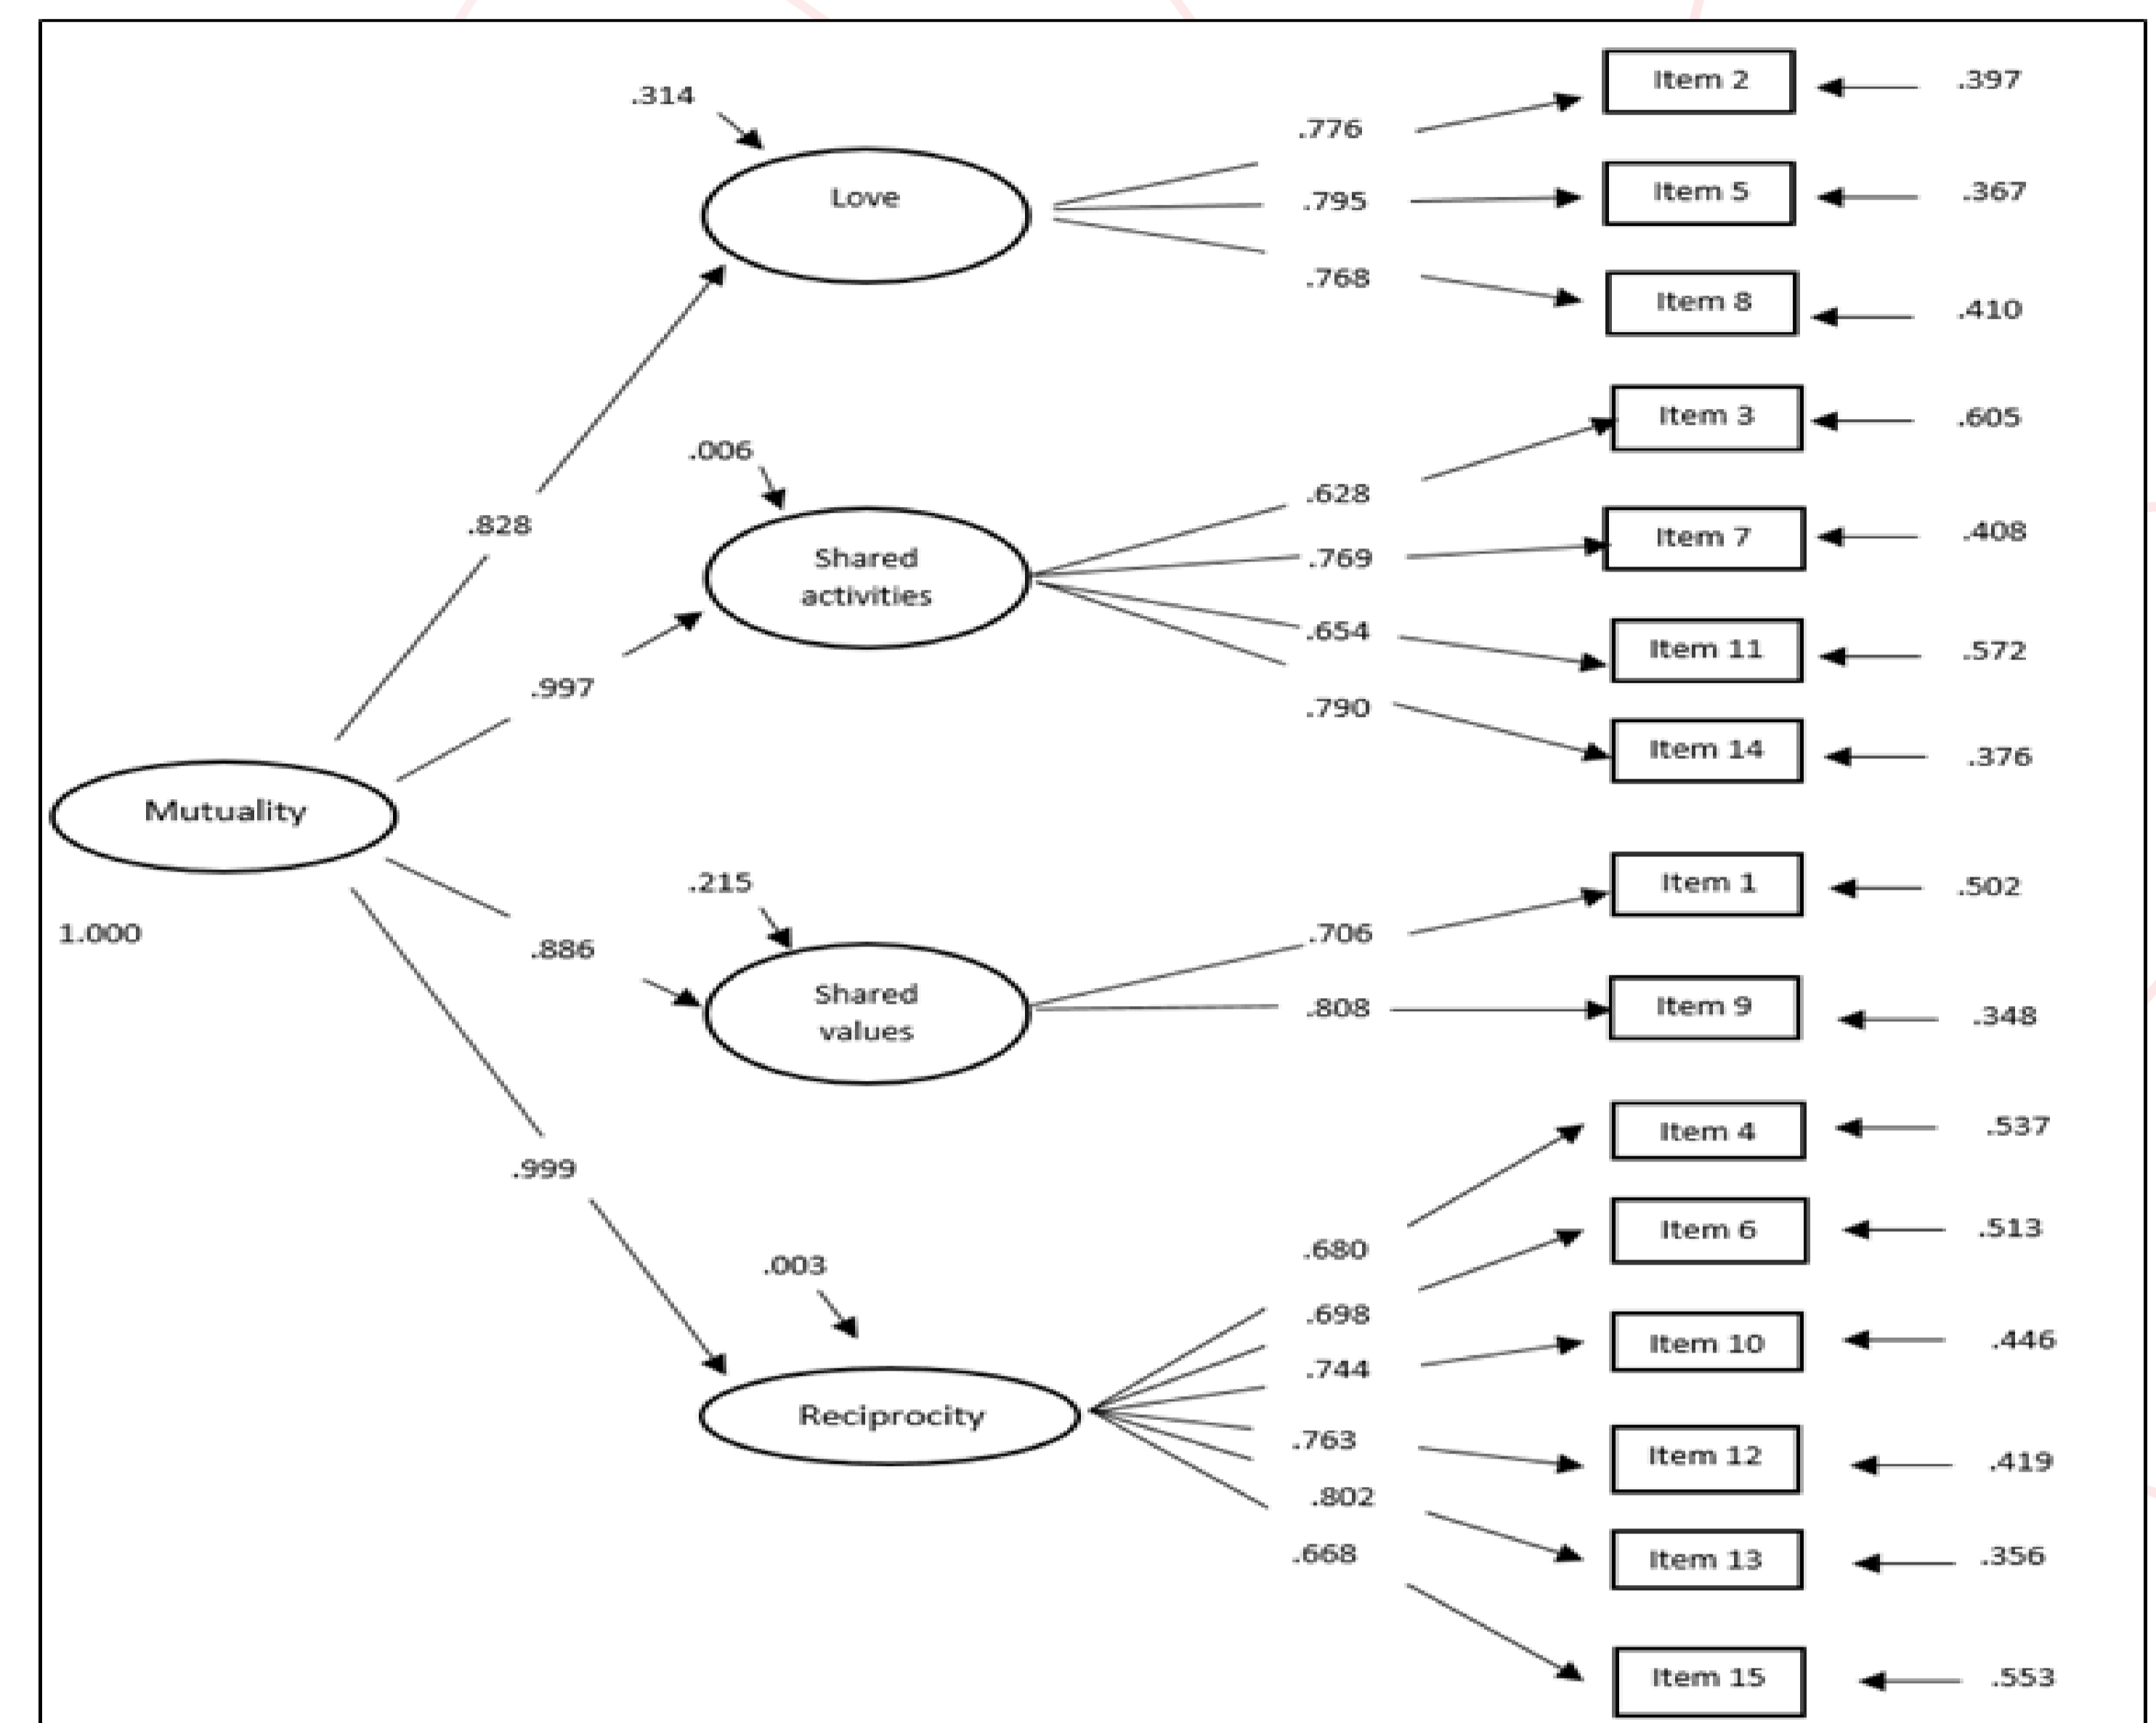 .314
Love
.776
.795
.768
Item 2
.397
Item 5
.367
Item 8
.410
.828
.006
Shared
activities
.628
.769
.654
.790
Item 3
.605
Item 7
.408
Item 11
.572
Item 14
.376
.997
Mutuality
1.000
.886
.215
Shared
values
.706
.808
Item 1
.502
Item 9
.348
.999
.003
Reciprocity
.680
.698
.744
.763
.802
.668
Item 4
.537
Item 6
.513
Item 10
.446
Item 12
.419
Item 13
.356
Item 15
.553